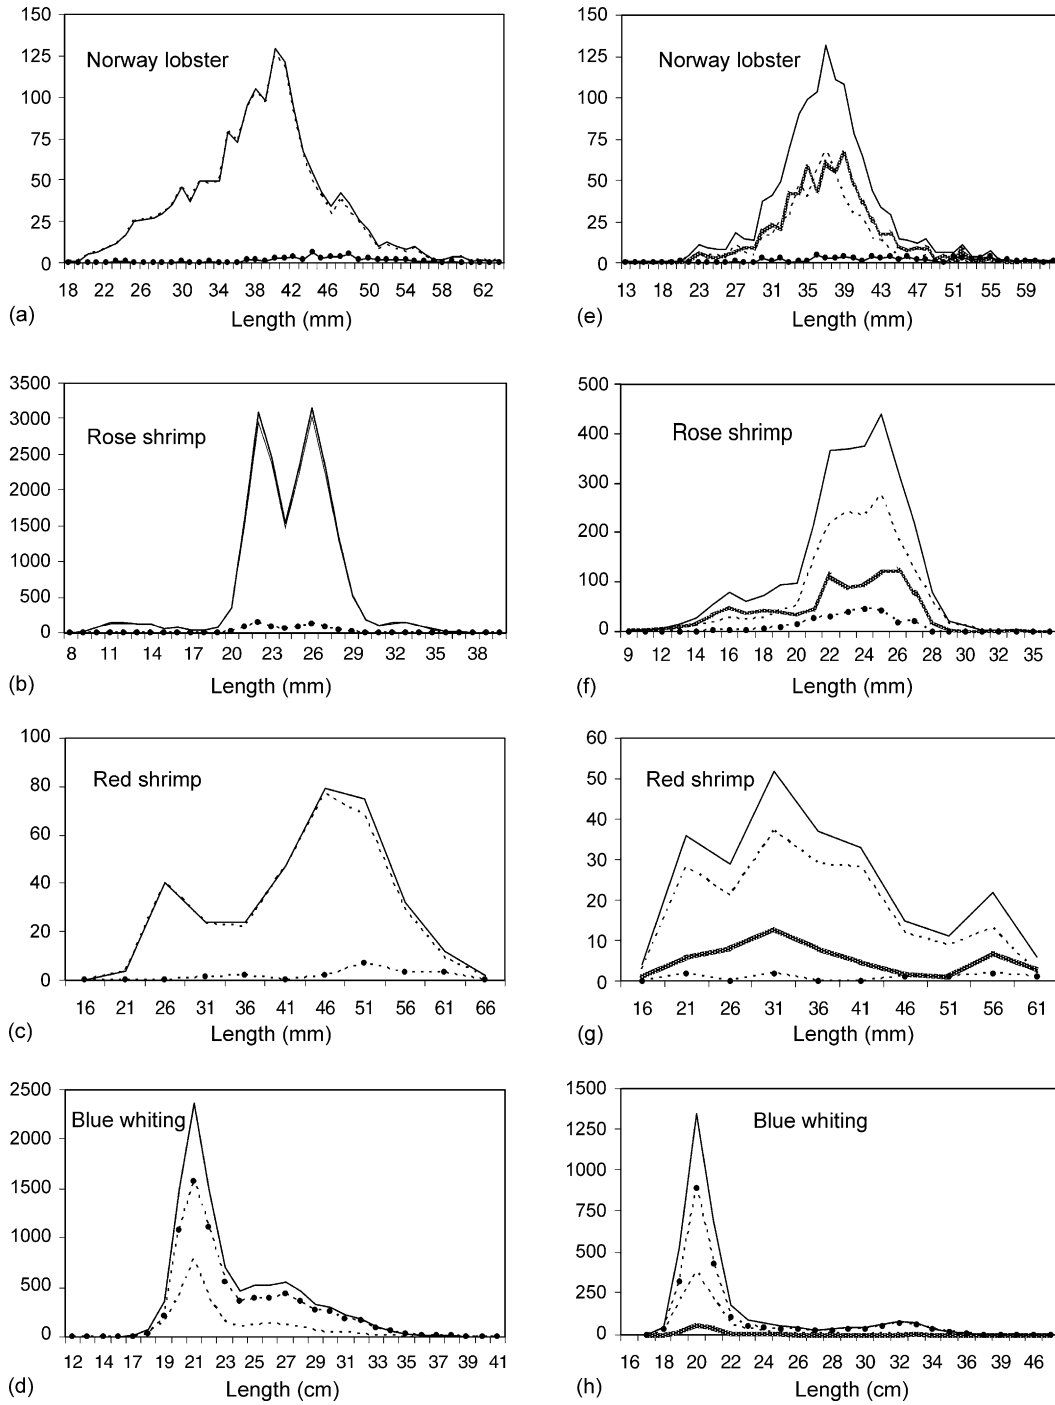 150
125
100
75
50
25
0
Norway lobster
18 22 26 30 34 38 42 46 50 54 58 62
(a)
Length (mm)
150
125
100
75
50
25
0
Norway lobster
13 18 23 27 31 35 39 43 47 51 55 59
(e)
Length (mm)
3500
3000
2500
2000
1500
1000
500
0
Rose shrimp
8 11 14 17 20 23 26 29 32 35 38
(b)
Length (mm)
500
400
300
200
100
0
Rose shrimp
9 12 14 16 18 20 22 24 26 28 30 32 35
(f)
Length (mm)
100
80
60
40
20
0
Red shrimp
16 21 26 31 36 41 46 51 56 61 66
(c)
Length (mm)
60
50
40
30
20
10
0
Red shrimp
16 21 26 31 36 41 46 51 56 61
(g)
Length (mm)
2500
2000
1500
1000
500
0
Blue whiting
12 14 17 19 21 23 25 27 29 31 33 35 37 39 41
(d)
Length (cm)
1500
1250
1000
750
500
250
0
Blue whiting
16 18 20 22 24 26 28 30 32 34 36 39 46
(h)
Length (cm)